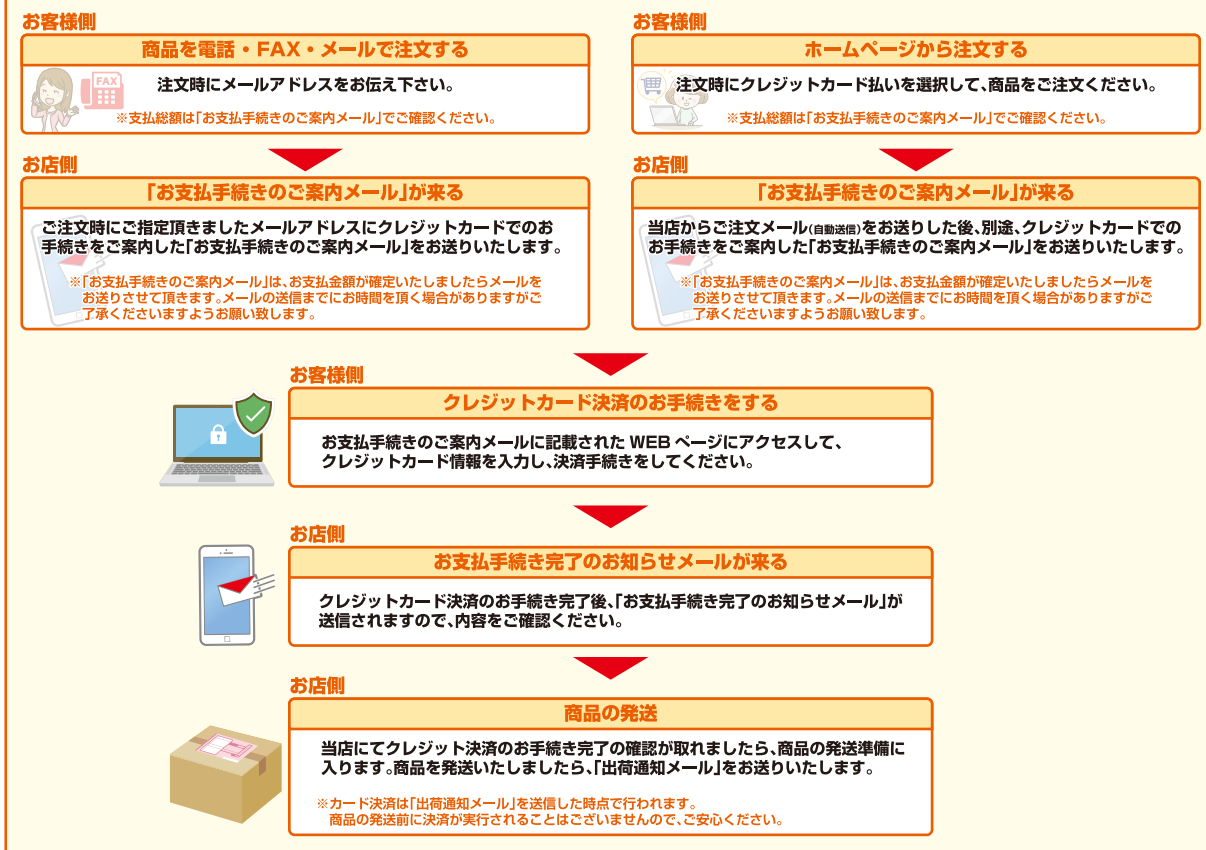 お客様側
商品を電話・FAX・メールで注文する
FAX
注文時にメールアドレスをお伝え下さい。
※支払総額は「お支払手続きのご案内メール」でご確認ください。
お店側
「お支払手続きのご案内メール」が来る
ご注文時にご指定頂きましたメールアドレスにクレジットカードでのお
手続きをご案内した「お支払手続きのご案内メール」をお送りいたします。
※「お支払手続きのご案内メール」は、お支払金額が確定いたしましたらメールを
お送りさせて頂きます。メールの送信までにお時間を頂く場合がありますがご
了承くださいますようお願い致します。
お客様側
ホームページから注文する
注文時にクレジットカード払いを選択して、商品をご注文ください。
※支払総額は「お支払手続きのご案内メール」でご確認ください。
お店側
「お支払手続きのご案内メール」が来る
当店からご注文メール(自動送信)をお送りした後、別途、クレジットカードでの
お手続きをご案内した「お支払手続きのご案内メール」をお送りいたします。
※「お支払手続きのご案内メール」は、お支払金額が確定いたしましたらメールを
お送りさせて頂きます。メールの送信までにお時間を頂く場合がありますがご
了承くださいますようお願い致します。
お客様側
クレジットカード決済のお手続きをする
お支払手続きのご案内メールに記載された WEB ページにアクセスして、
クレジットカード情報を入力し、決済手続きをしてください。
お店側
お支払手続き完了のお知らせメールが来る
クレジットカード決済のお手続き完了後、「お支払手続き完了のお知らせメール」が
送信されますので、内容をご確認ください。
お店側
商品の発送
当店にてクレジット決済のお手続き完了の確認が取れましたら、商品の発送準備に
入ります。商品を発送いたしましたら、「出荷通知メール」をお送りいたします。
※カード決済は「出荷通知メール」を送信した時点で行われます。
商品の発送前に決済が実行されることはございませんので、ご安心ください。